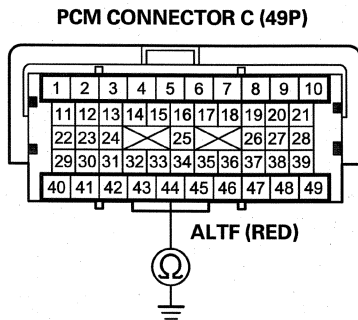 PCM CONNECTOR C (49P)
1 2 3 4 5 6 7 8 9 10
11 12 13 14 15 16 17 18 19 20 21
22 23 24 25 26 27 28
29 30 31 32 33 34 35 36 37 38 39
40 41 42 43 44 45 46 47 48 49
ALTF (RED)
Ω